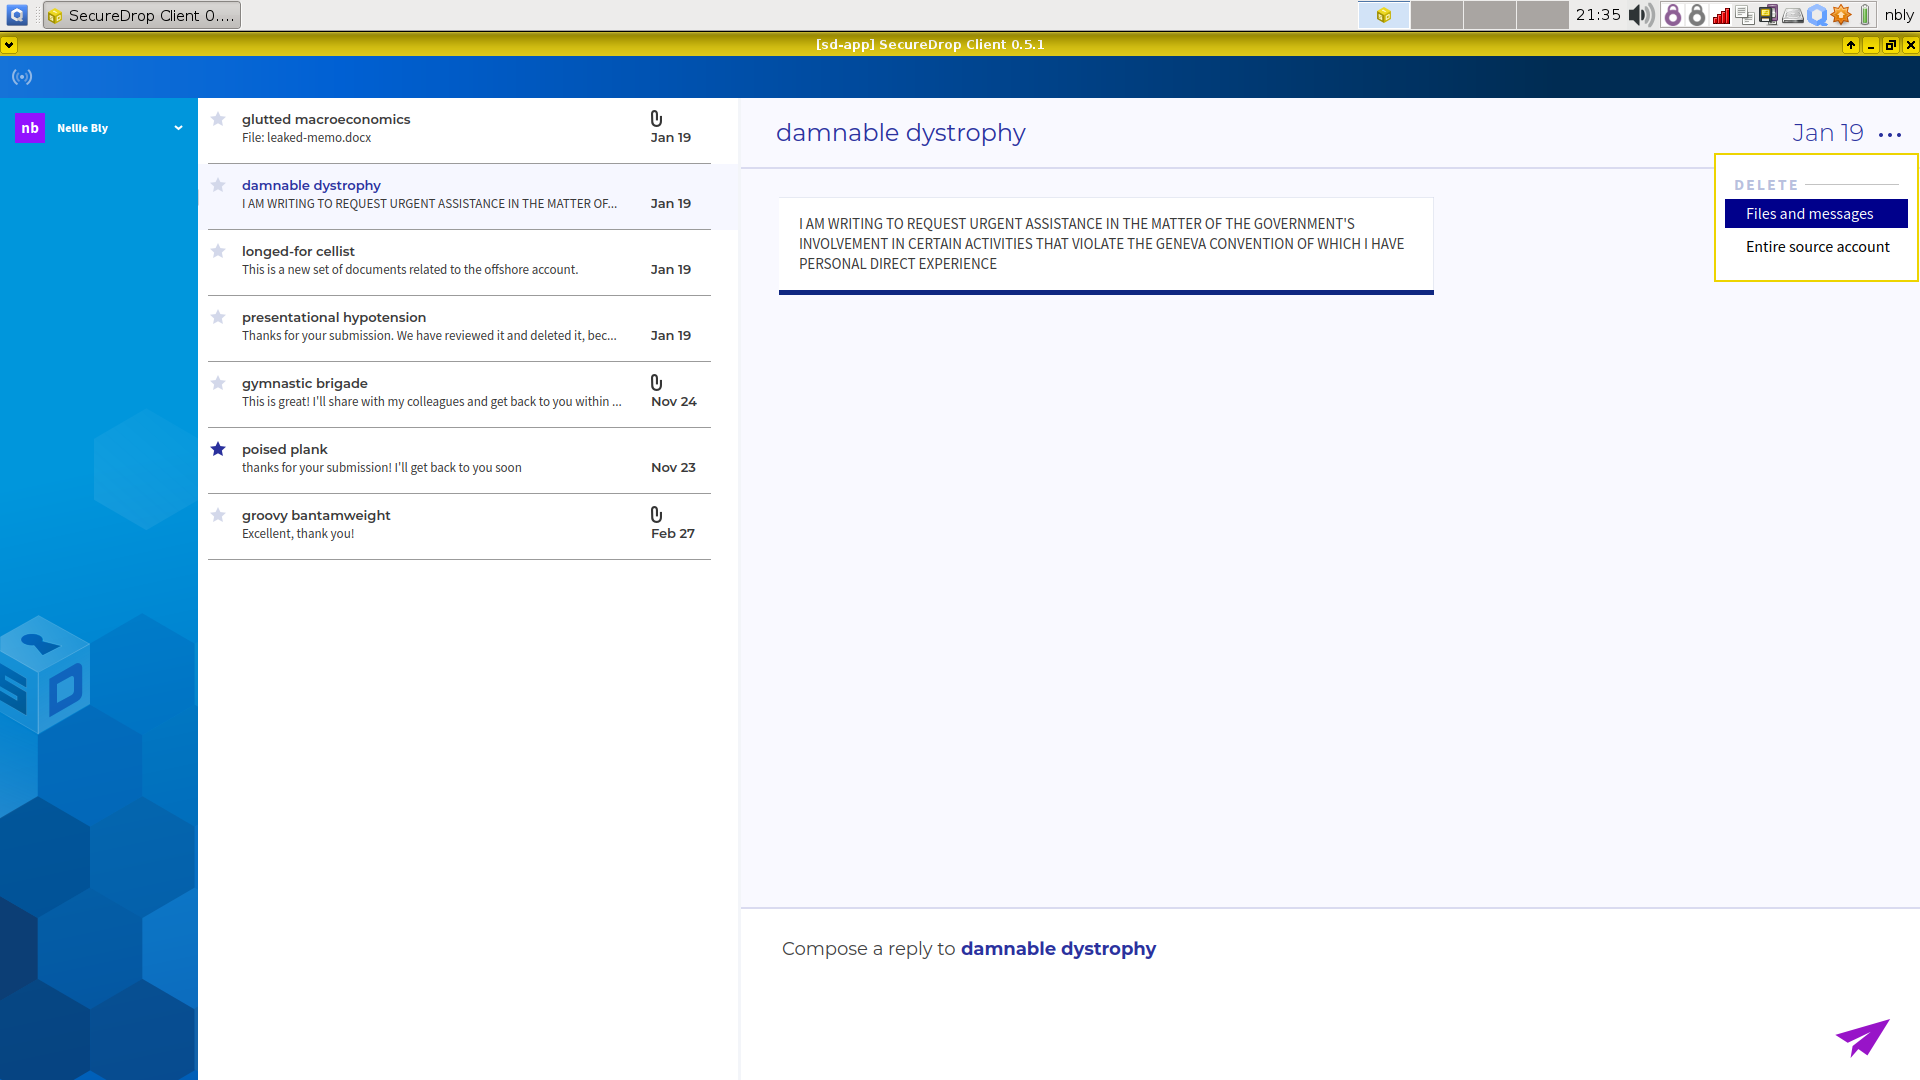 SecureDrop Client 0....
21:35
nbly
[sd-app] SecureDrop Client 0.5.1
nb
Nellie Bly
glutted macroeconomics
File: leaked-memo.docx
Jan 19
damnable dystrophy
I AM WRITING TO REQUEST URGENT ASSISTANCE IN THE MATTER OF...
Jan 19
longed-for cellist
This is a new set of documents related to the offshore account.
Jan 19
presentational hypotension
Thanks for your submission. We have reviewed it and deleted it, bec...
Jan 19
gymnastic brigade
This is great! I'll share with my colleagues and get back to you within ...
Nov 24
poised plank
thanks for your submission! I'll get back to you soon
Nov 23
groovy bantamweight
Excellent, thank you!
Feb 27
SD
damnable dystrophy
Jan 19
DELETE
Files and messages
Entire source account
I AM WRITING TO REQUEST URGENT ASSISTANCE IN THE MATTER OF THE GOVERNMENT'S
INVOLVEMENT IN CERTAIN ACTIVITIES THAT VIOLATE THE GENEVA CONVENTION OF WHICH I HAVE
PERSONAL DIRECT EXPERIENCE
Compose a reply to damnable dystrophy